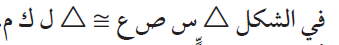 في الشكل △ س ص ع ≅ △ ل ك م.